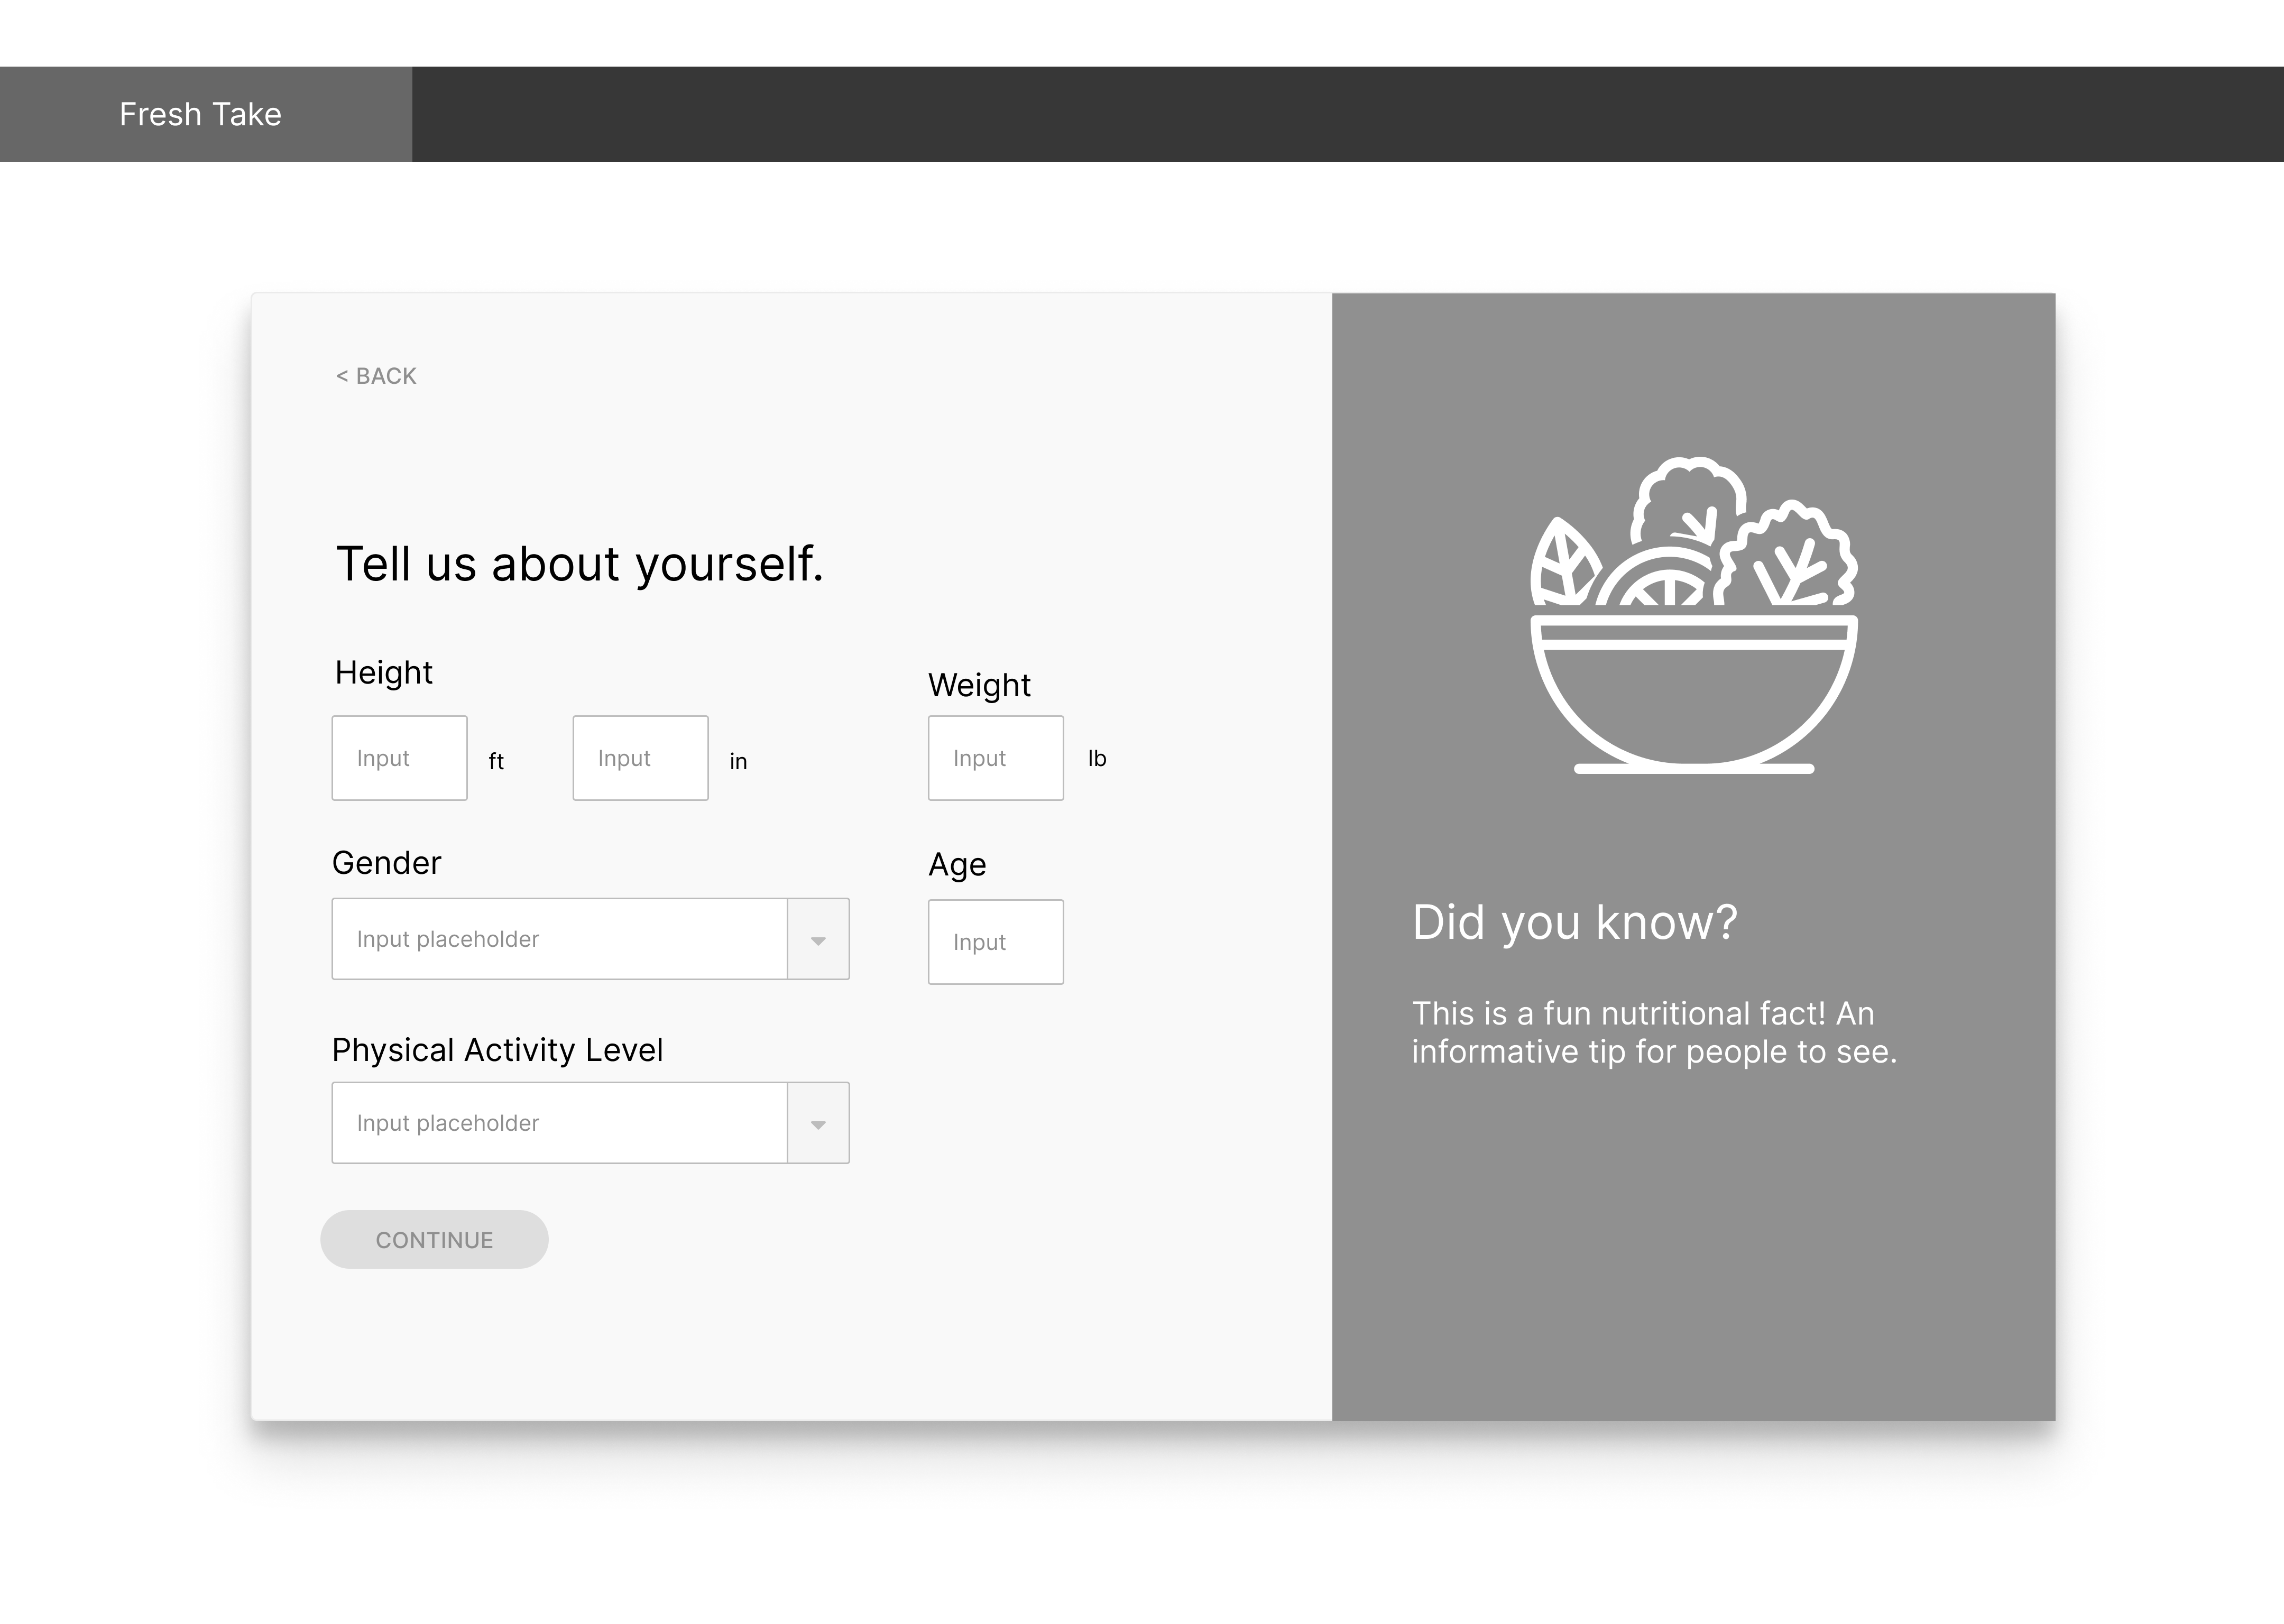 Fresh Take
< BACK
Tell us about yourself.
Height
Weight
Input ft Input in
Input lb
Gender
Age
Input placeholder
Input
Physical Activity Level
Input placeholder
CONTINUE
Did you know?
This is a fun nutritional fact! An
informative tip for people to see.